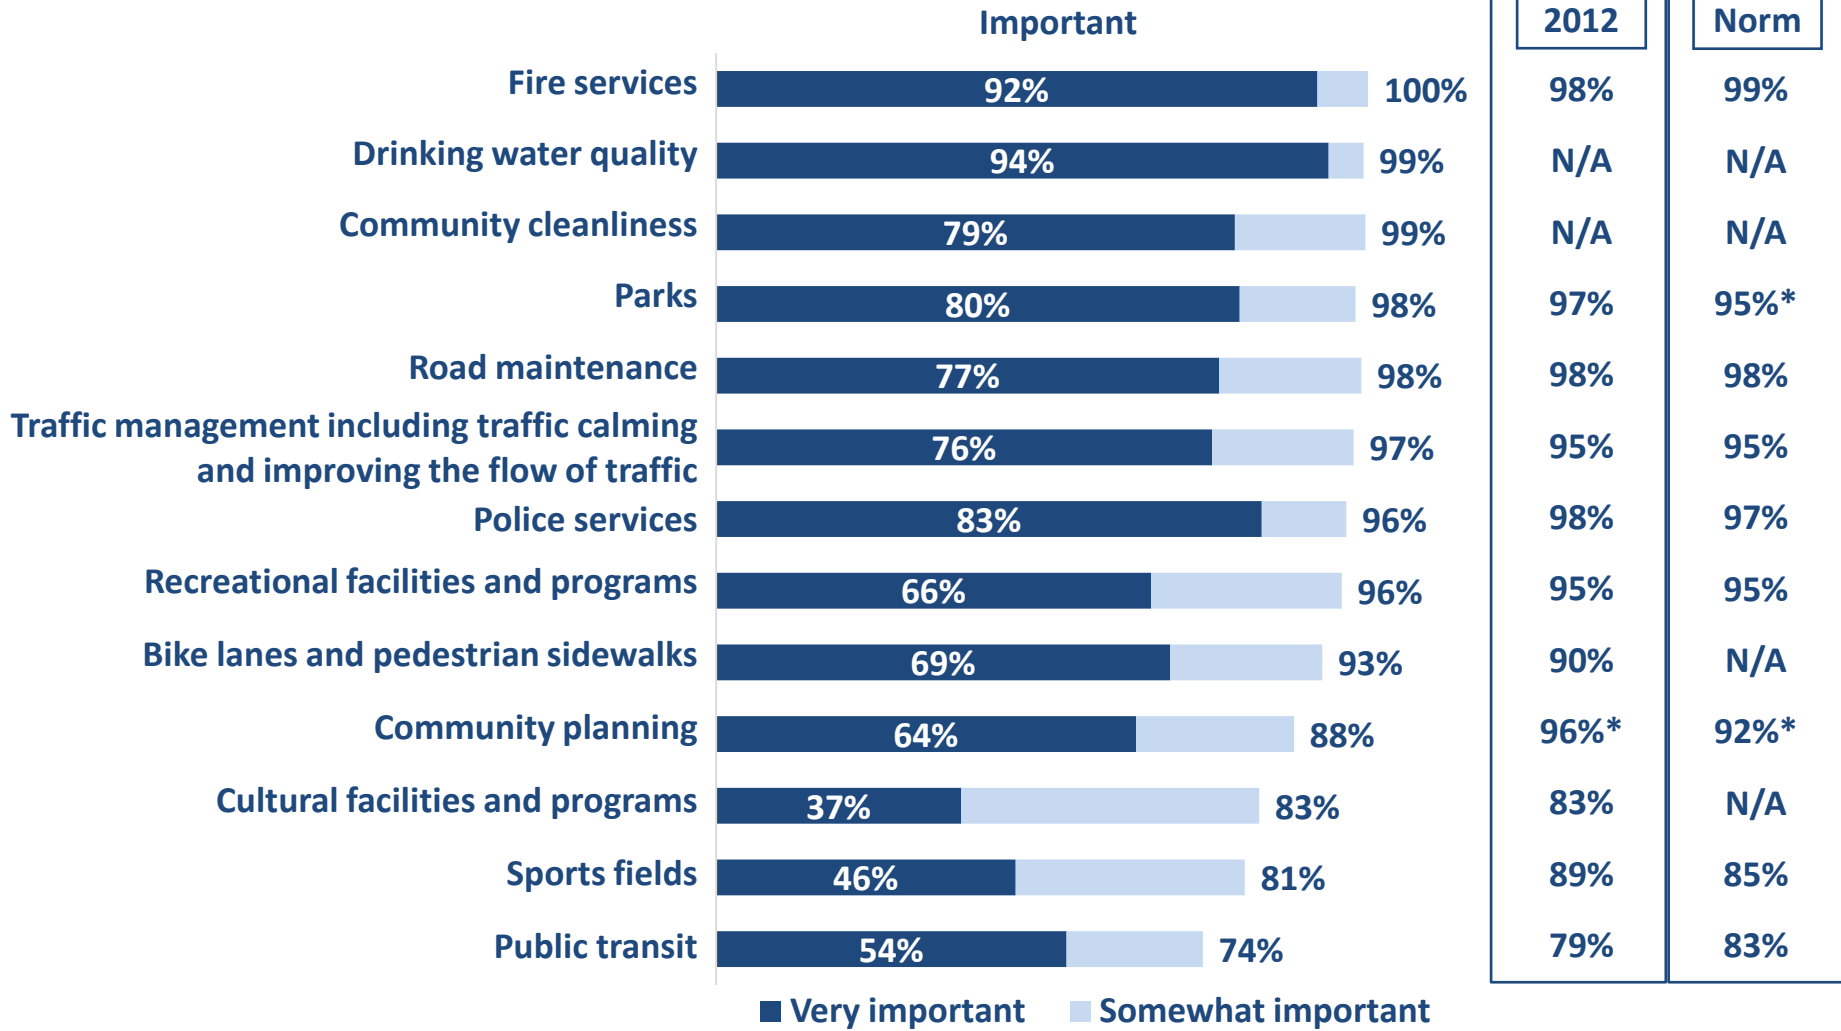 Important 2012 Norm
Fire services 92% 100% 98% 99%
Drinking water quality 94% 99% N/A N/A
Community cleanliness 79% 99% N/A N/A
Parks 80% 98% 97% 95%*
Road maintenance 77% 98% 98% 98%
Traffic management including traffic calming
and improving the flow of traffic 76% 97% 95% 95%
Police services 83% 96% 98% 97%
Recreational facilities and programs 66% 96% 95% 95%
Bike lanes and pedestrian sidewalks 69% 93% 90% N/A
Community planning 64% 88% 96%* 92%*
Cultural facilities and programs 37% 83% 83% N/A
Sports fields 46% 81% 89% 85%
Public transit 54% 74% 79% 83%
Very important Somewhat important